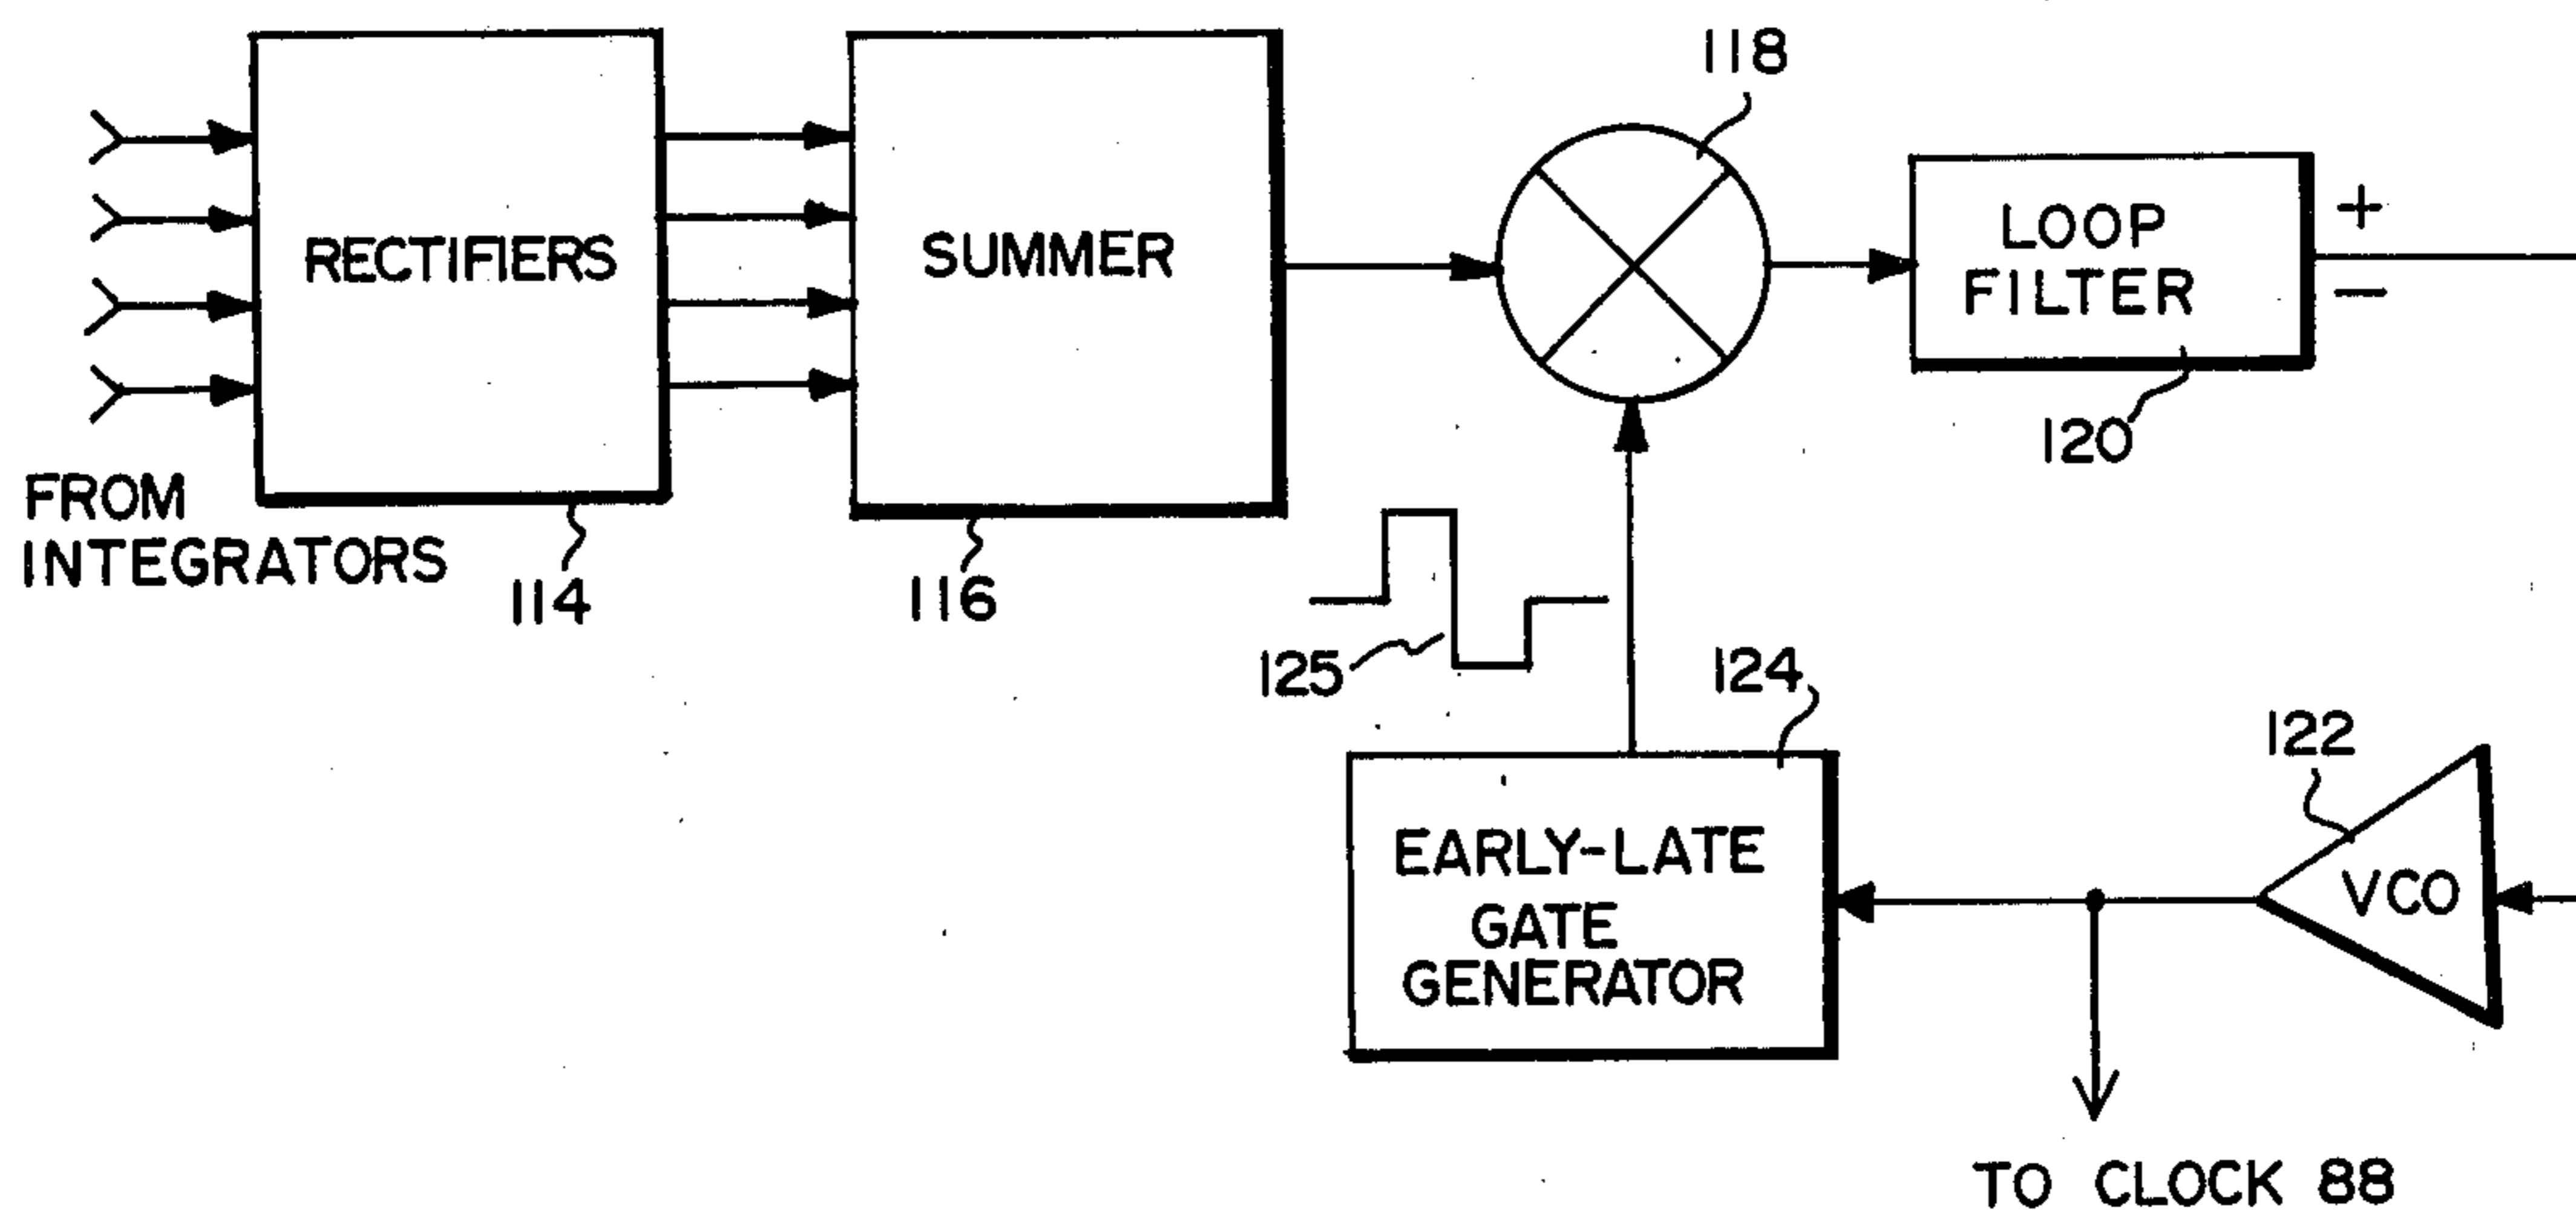 118
RECTIFIERS
SUMMER
LOOP
FILTER
+
−
120
FROM
INTEGRATORS
114
116
125
124
122
EARLY-LATE
GATE
GENERATOR
VCO
TO CLOCK 88